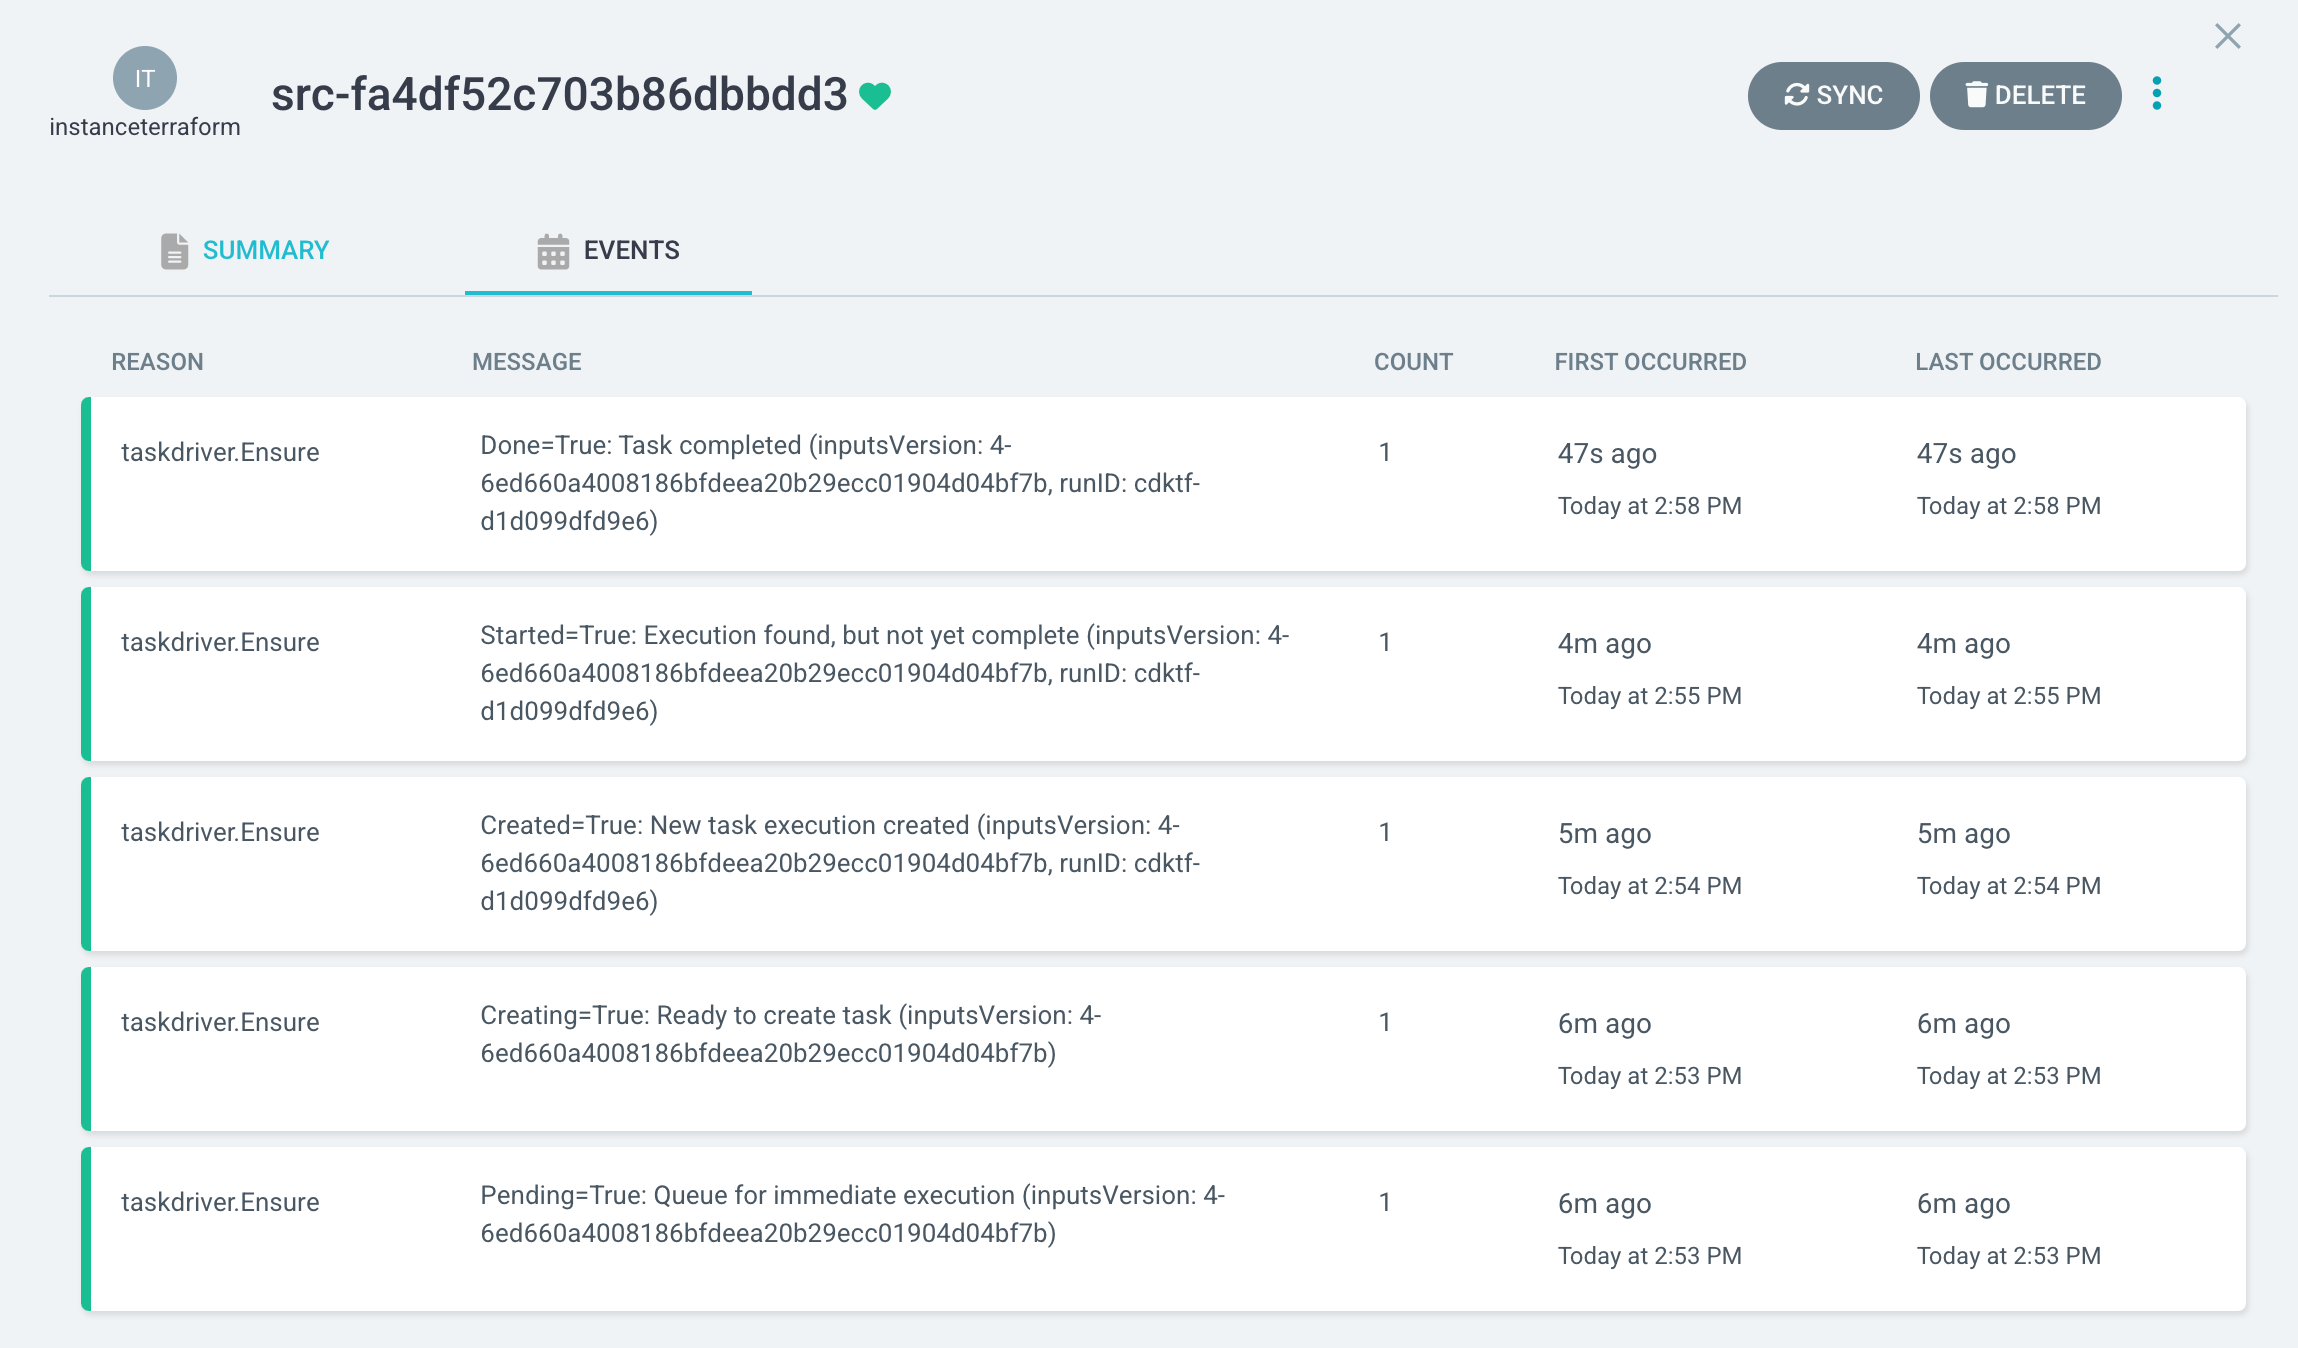 IT
instanceterraform
src-fa4df52c703b86dbbdd3
SYNC
DELETE
SUMMARY
EVENTS
REASON MESSAGE COUNT FIRST OCCURRED LAST OCCURRED
taskdriver.Ensure
Done=True: Task completed (inputsVersion: 4-
6ed660a4008186bfdeea20b29ecc01904d04bf7b, runID: cdktf-
d1d099dfd9e6)
1
47s ago
Today at 2:58 PM
47s ago
Today at 2:58 PM
taskdriver.Ensure
Started=True: Execution found, but not yet complete (inputsVersion: 4-
6ed660a4008186bfdeea20b29ecc01904d04bf7b, runID: cdktf-
d1d099dfd9e6)
1
4m ago
Today at 2:55 PM
4m ago
Today at 2:55 PM
taskdriver.Ensure
Created=True: New task execution created (inputsVersion: 4-
6ed660a4008186bfdeea20b29ecc01904d04bf7b, runID: cdktf-
d1d099dfd9e6)
1
5m ago
Today at 2:54 PM
5m ago
Today at 2:54 PM
taskdriver.Ensure
Creating=True: Ready to create task (inputsVersion: 4-
6ed660a4008186bfdeea20b29ecc01904d04bf7b)
1
6m ago
Today at 2:53 PM
6m ago
Today at 2:53 PM
taskdriver.Ensure
Pending=True: Queue for immediate execution (inputsVersion: 4-
6ed660a4008186bfdeea20b29ecc01904d04bf7b)
1
6m ago
Today at 2:53 PM
6m ago
Today at 2:53 PM